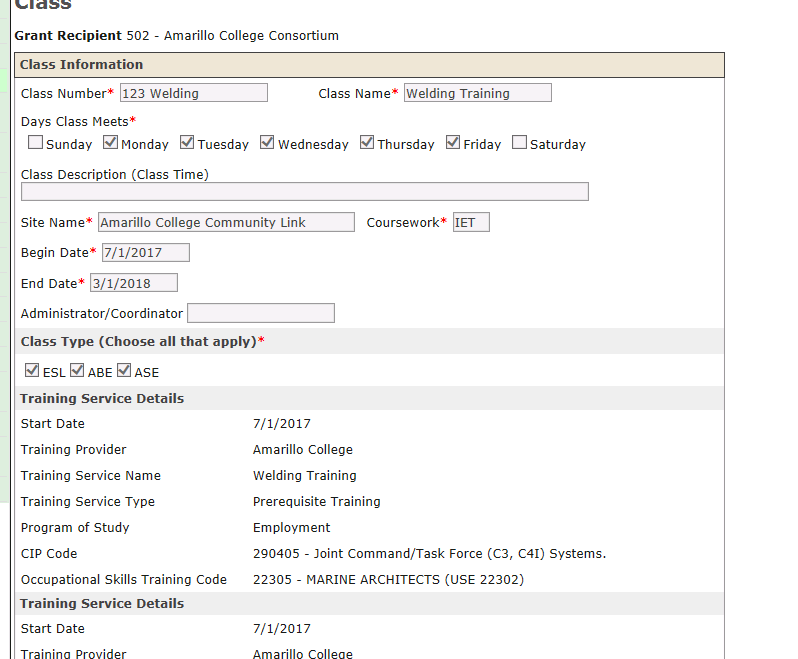 Class
Grant Recipient 502 - Amarillo College Consortium
Class Information
Class Number* 123 Welding Class Name* Welding Training
Days Class Meets*
Sunday Monday Tuesday Wednesday Thursday Friday Saturday
Class Description (Class Time)
Site Name* Amarillo College Community Link Coursework* IET
Begin Date* 7/1/2017
End Date* 3/1/2018
Administrator/Coordinator
Class Type (Choose all that apply)*
ESL ABE ASE
Training Service Details
Start Date 7/1/2017
Training Provider Amarillo College
Training Service Name Welding Training
Training Service Type Prerequisite Training
Program of Study Employment
CIP Code 290405 - Joint Command/Task Force (C3, C4I) Systems.
Occupational Skills Training Code 22305 - MARINE ARCHITECTS (USE 22302)
Training Service Details
Start Date 7/1/2017
Training Provider Amarillo College